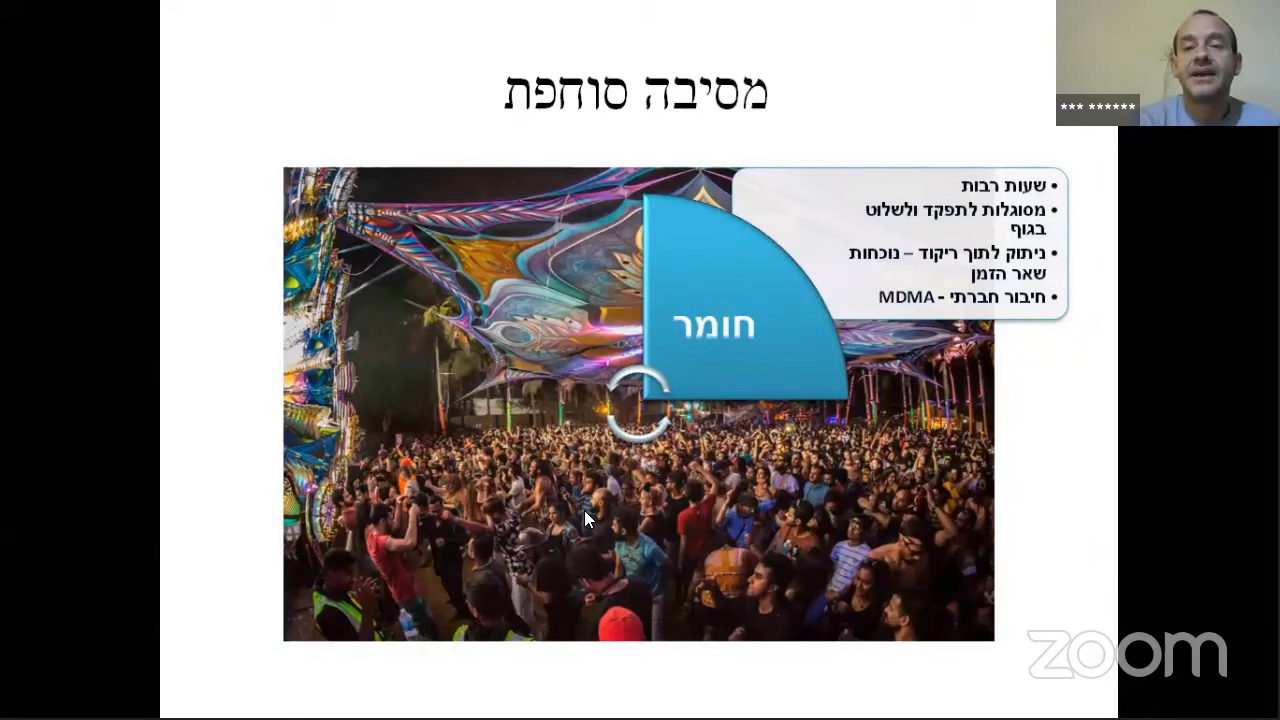 מסיבה סוחפת
*** ******
• שעות רבות
• מסוגלות לתפקד ולשלוט
בגוף
• ניתוק לתוך ריקוד – נוכחות
שאר הזמן
• חיבור חברתי - MDMA
חומר
zoom